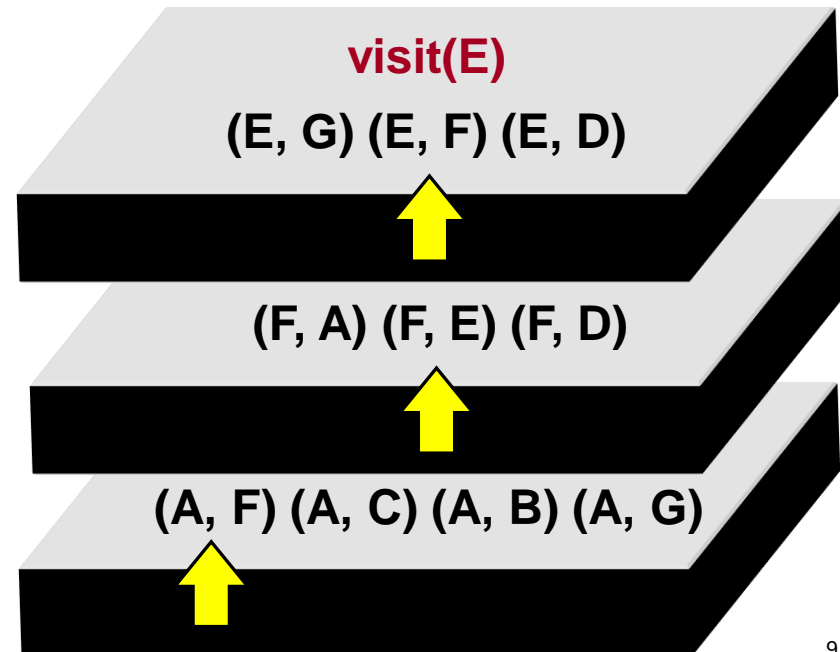 visit(E)
(E, G) (E, F) (E, D)
(F, A) (F, E) (F, D)
(A, F) (A, C) (A, B) (A, G)
9